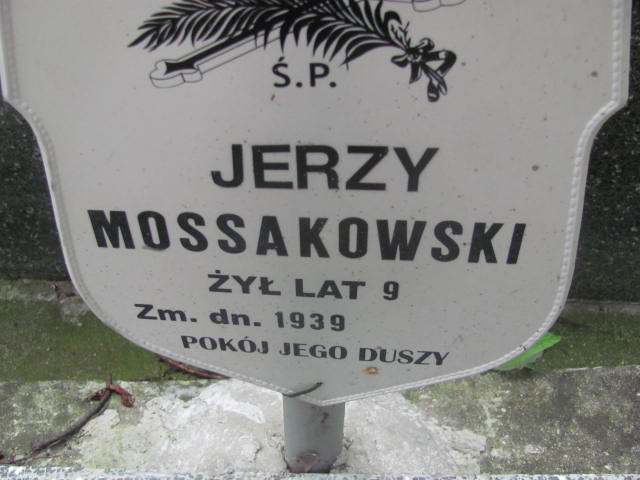 Ś.P.
JERZY
MOSSAKOWSKI
ŻYŁ LAT 9
Zm. dn. 1939
POKÓJ JEGO DUSZY